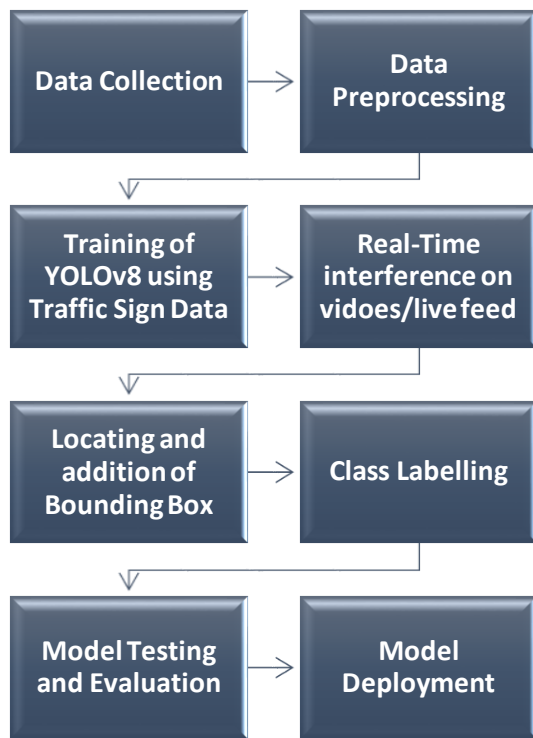 Data Collection
Data
Preprocessing
Training of
YOLOv8 using
Traffic Sign Data
Real-Time
interference on
vidoes/live feed
Locating and
addition of
Bounding Box
Class Labelling
Model Testing
and Evaluation
Model
Deployment